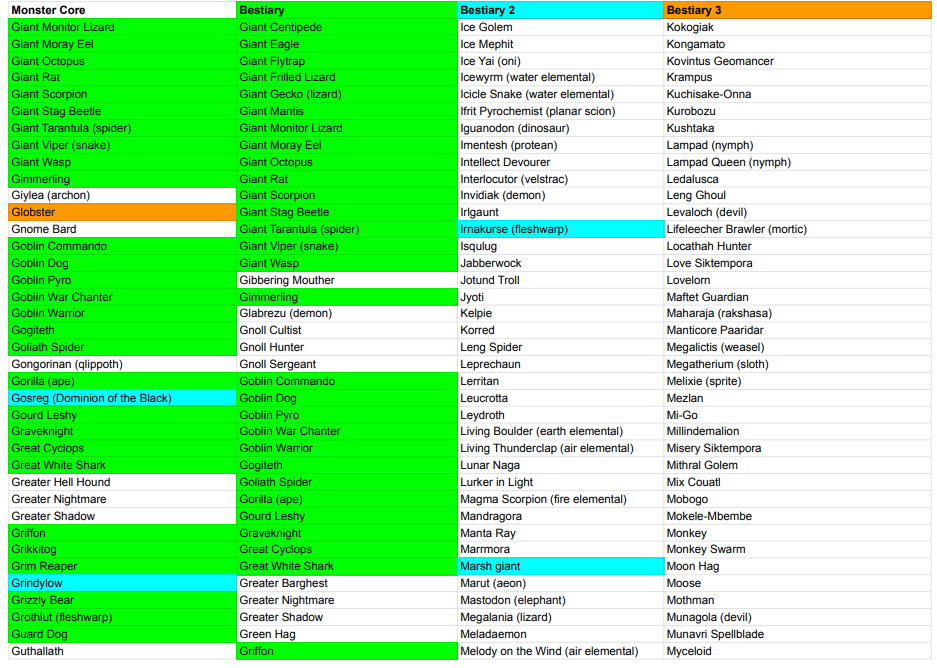 Monster Core Bestiary Bestiary 2 Bestiary 3
Giant Monitor Lizard Giant Centipede Ice Golem Kokogiak
Giant Moray Eel Giant Eagle Ice Mephit Kongamato
Giant Octopus Giant Flytrap Ice Yai (oni) Kovintus Geomancer
Giant Rat Giant Frilled Lizard Icewyrm (water elemental) Krampus
Giant Scorpion Giant Gecko (lizard) Icicle Snake (water elemental) Kuchisake-Onna
Giant Stag Beetle Giant Mantis Ifrit Pyrochemist (planar scion) Kurobozu
Giant Tarantula (spider) Giant Monitor Lizard Iguanodon (dinosaur) Kushtaka
Giant Viper (snake) Giant Moray Eel Imentesh (protean) Lampad (nymph)
Giant Wasp Giant Octopus Intellect Devourer Lampad Queen (nymph)
Gimmerling Giant Rat Interlocutor (velstrac) Ledalusca
Giylea (archon) Giant Scorpion Invidiak (demon) Leng Ghoul
Globster Giant Stag Beetle Irlgaunt Levaloch (devil)
Gnome Bard Giant Tarantula (spider) Irnakurse (fleshwarp) Lifeleecher Brawler (mortic)
Goblin Commando Giant Viper (snake) Isqulug Locathah Hunter
Goblin Dog Giant Wasp Jabberwock Love Siktempora
Goblin Pyro Gibbering Mouther Jotund Troll Lovelorn
Goblin War Chanter Gimmerling Jyoti Maftet Guardian
Goblin Warrior Glabrezu (demon) Kelpie Maharaja (rakshasa)
Gogiteth Gnoll Cultist Korred Manticore Paaridar
Goliath Spider Gnoll Hunter Leng Spider Megalictis (weasel)
Gongorinan (qlippoth) Gnoll Sergeant Leprechaun Megatherium (sloth)
Gorilla (ape) Goblin Commando Lerritan Melixie (sprite)
Gosreg (Dominion of the Black) Goblin Dog Leucrotta Mezlan
Gourd Leshy Goblin Pyro Leydroth Mi-Go
Graveknight Goblin War Chanter Living Boulder (earth elemental) Millindemalion
Great Cyclops Goblin Warrior Living Thunderclap (air elemental) Misery Siktempora
Great White Shark Gogiteth Lunar Naga Mithral Golem
Greater Hell Hound Goliath Spider Lurker in Light Mix Couatl
Greater Nightmare Gorilla (ape) Magma Scorpion (fire elemental) Mobogo
Greater Shadow Gourd Leshy Mandragora Mokele-Mbembe
Griffon Graveknight Manta Ray Monkey
Grikkitog Great Cyclops Marrmora Monkey Swarm
Grim Reaper Great White Shark Marsh giant Moon Hag
Grindylow Greater Barghest Marut (aeon) Moose
Grizzly Bear Greater Nightmare Mastodon (elephant) Mothman
Grothlut (fleshwarp) Greater Shadow Megalania (lizard) Munagola (devil)
Guard Dog Green Hag Meladaemon Munavri Spellblade
Guthallath Griffon Melody on the Wind (air elemental) Myceloid